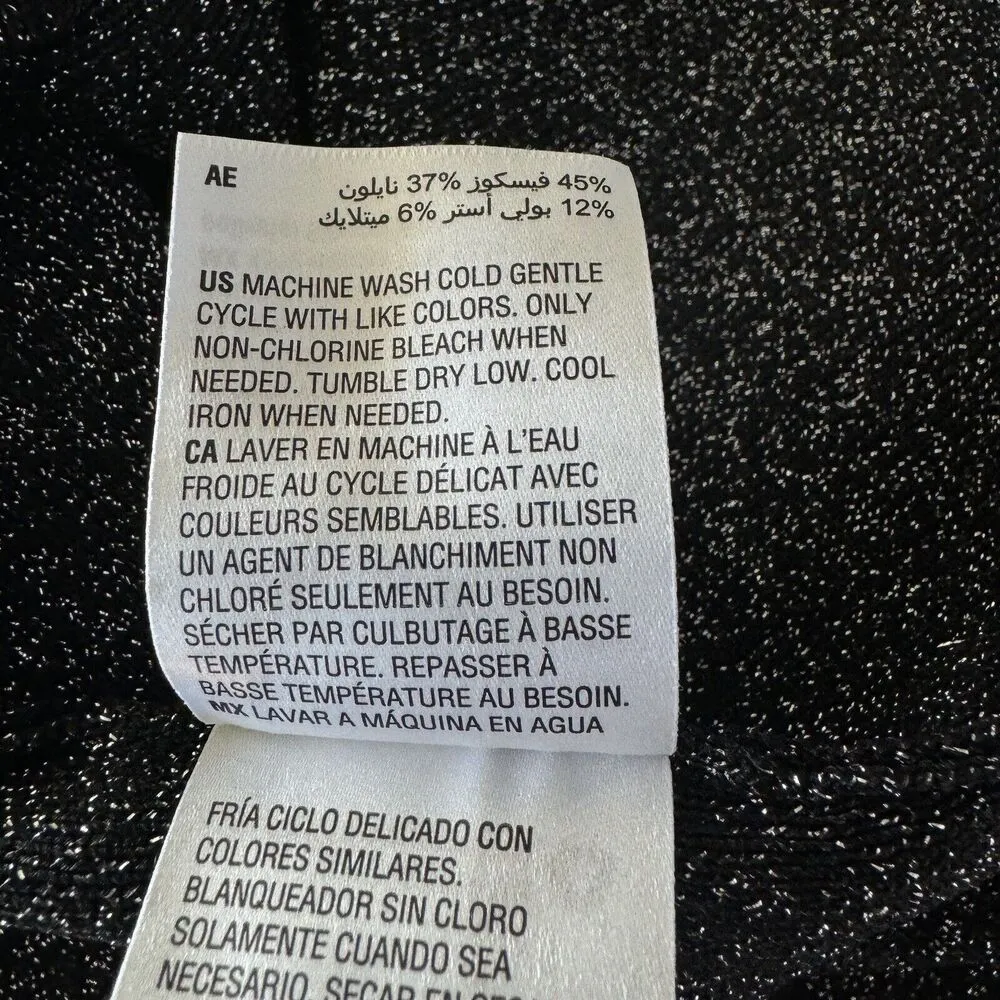 AE
45% فيسكوز 37% نايلون
12% بولي أستر 6% ميتلايك
US MACHINE WASH COLD GENTLE
CYCLE WITH LIKE COLORS. ONLY
NON-CHLORINE BLEACH WHEN
NEEDED. TUMBLE DRY LOW. COOL
IRON WHEN NEEDED.
CA LAVER EN MACHINE À L'EAU
FROIDE AU CYCLE DÉLICAT AVEC
COULEURS SEMBLABLES. UTILISER
UN AGENT DE BLANCHIMENT NON
CHLORÉ SEULEMENT AU BESOIN.
SÉCHER PAR CULBUTAGE À BASSE
TEMPÉRATURE. REPASSER À
BASSE TEMPÉRATURE AU BESOIN.
MX LAVAR A MÁQUINA EN AGUA
FRÍA CICLO DELICADO CON
COLORES SIMILARES.
BLANQUEADOR SIN CLORO
SOLAMENTE CUANDO SEA
NECESARIO. SECAR EN